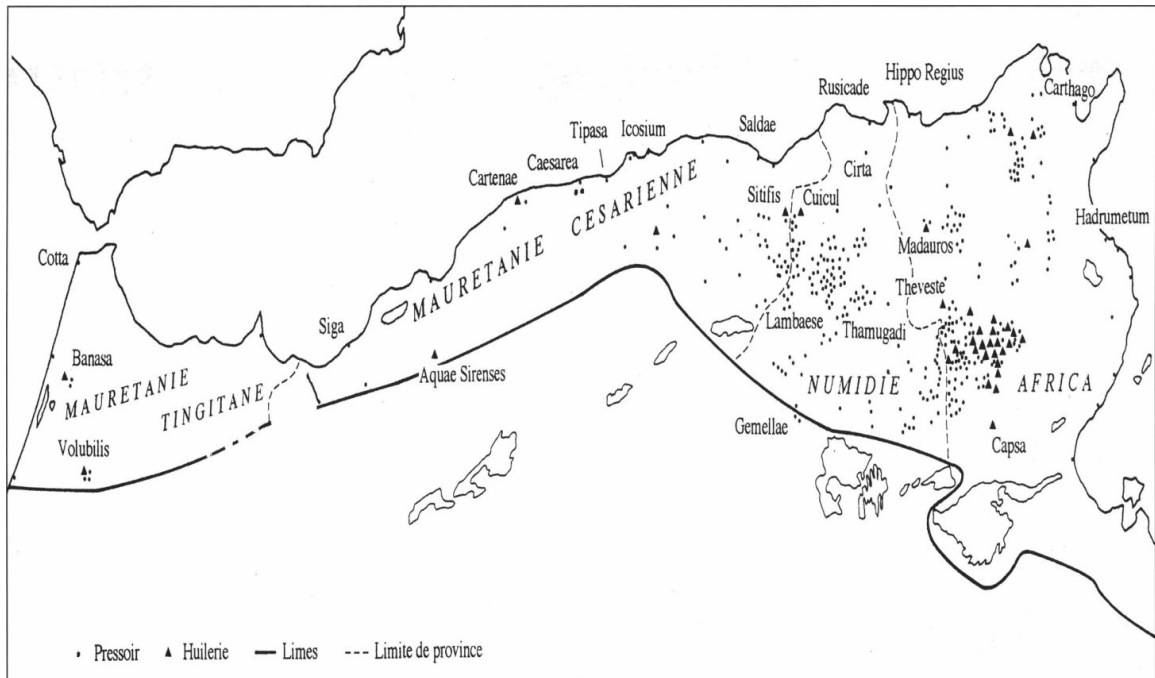 Hippo Regius
Rusicade
Carthago
Tipasa
Icosium
Saldae
Caesarea
Cartenae
Cirta
Sitifis
Cuicul
MAURETANIE CESARIENNE
Hadrumetum
Madauros
Cotta
Theveste
Siga
Lambaese
Thamugadi
Banasa
Aquae Sirenses
MAURETANIE
TINGITANE
NUMIDIE
AFRICA
Gemellae
Capsa
Volubilis
Pressoir
Huilerie
Limes
Limite de province